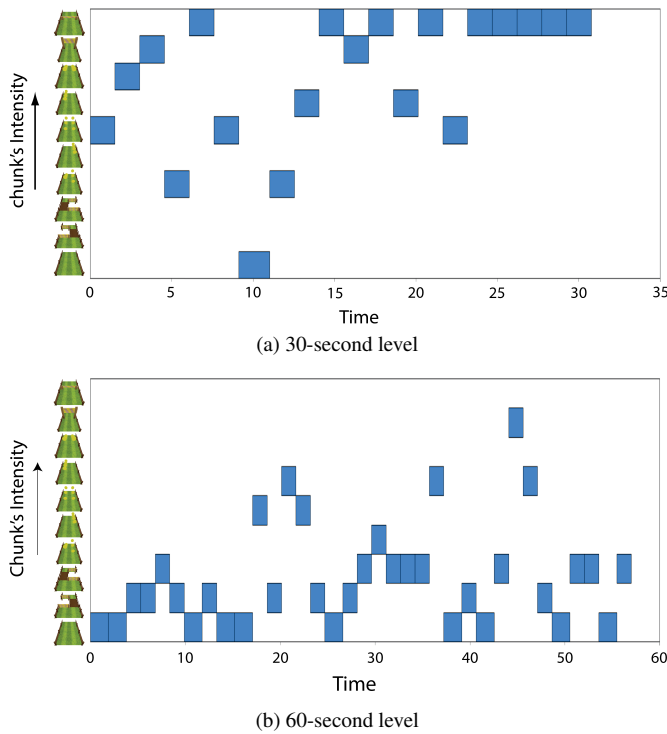 chunk's Intensity
0 5 10 15 20 25 30 35
Time
(a) 30-second level
Chunk's Intensity
0 10 20 30 40 50 60
Time
(b) 60-second level